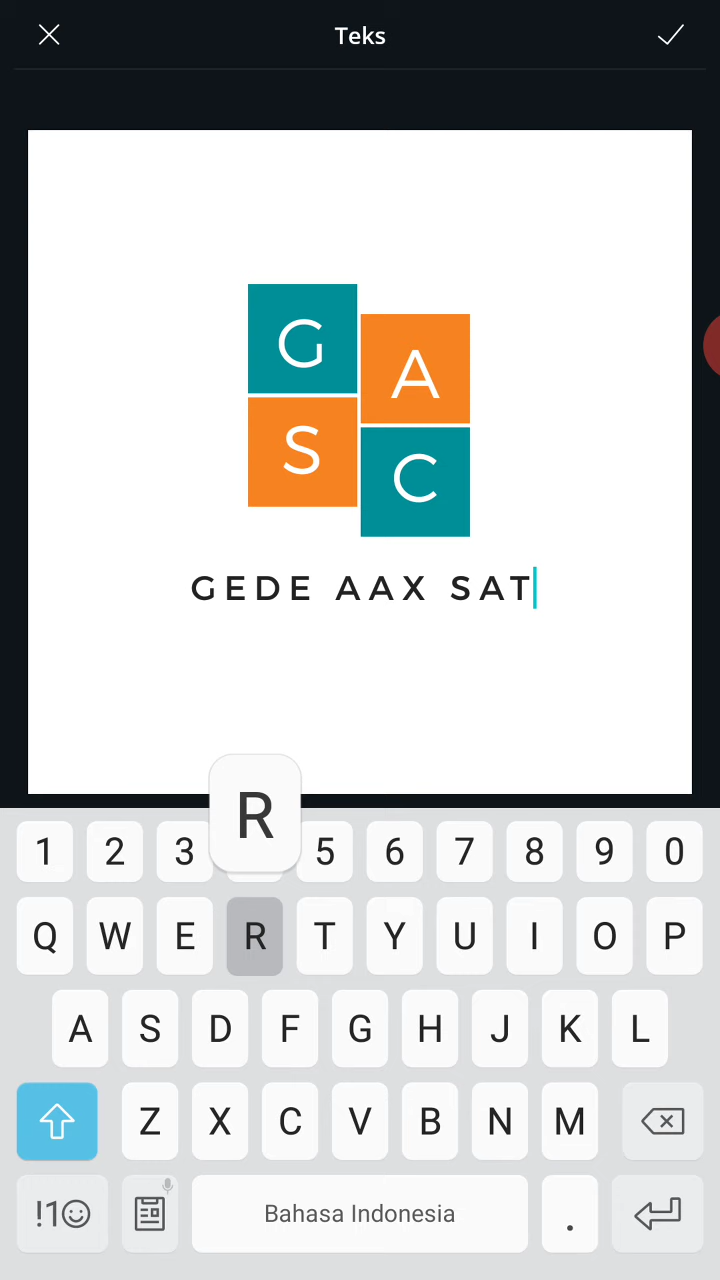 Teks
G
A
S
C
GEDE AAX SAT
R
1 2 3 5 6 7 8 9 0
Q W E R T Y U I O P
A S D F G H J K L
Z X C V B N M
!1☺ Bahasa Indonesia .